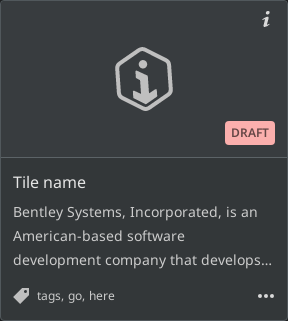 DRAFT
Tile name
Bentley Systems, Incorporated, is an
American-based software
development company that develops...
tags, go, here